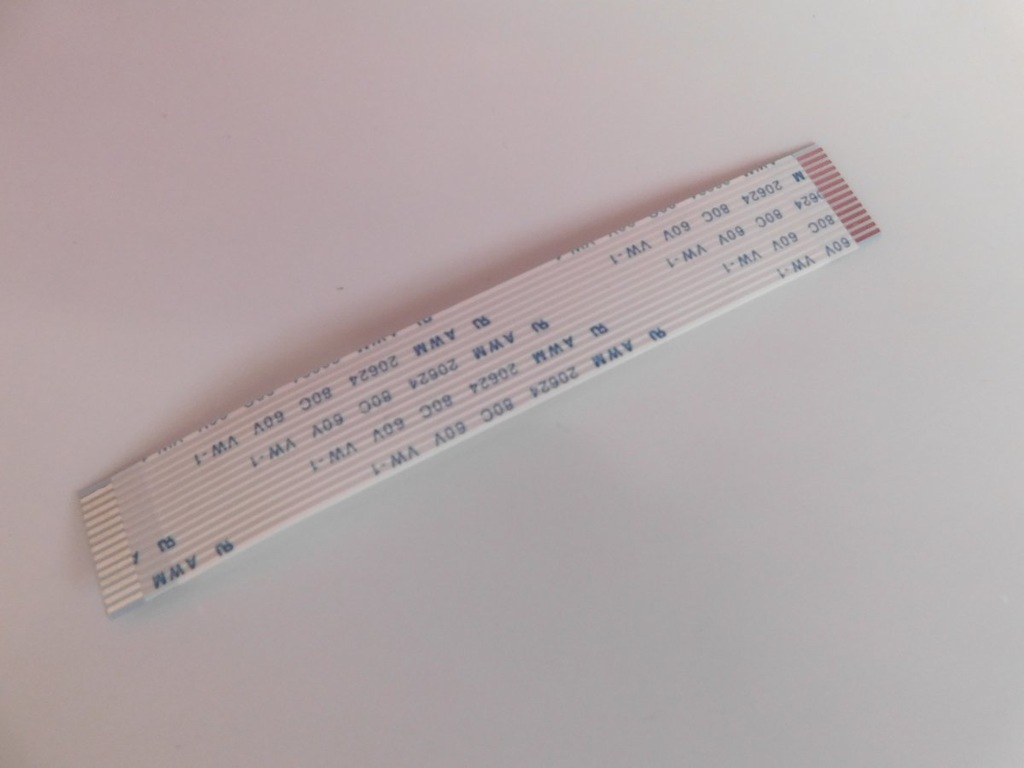 60V VW-1 RU AWM 20624 80C 60V VW-1 RU AWM
80C 60V VW-1 RU AWM 20624 80C 60V VW-1 RU
0624 80C 60V VW-1 RU AWM 20624 80C 60V VW-1
M 20624 80C 60V VW-1 RU AWM 20624 80C 60V VW-1